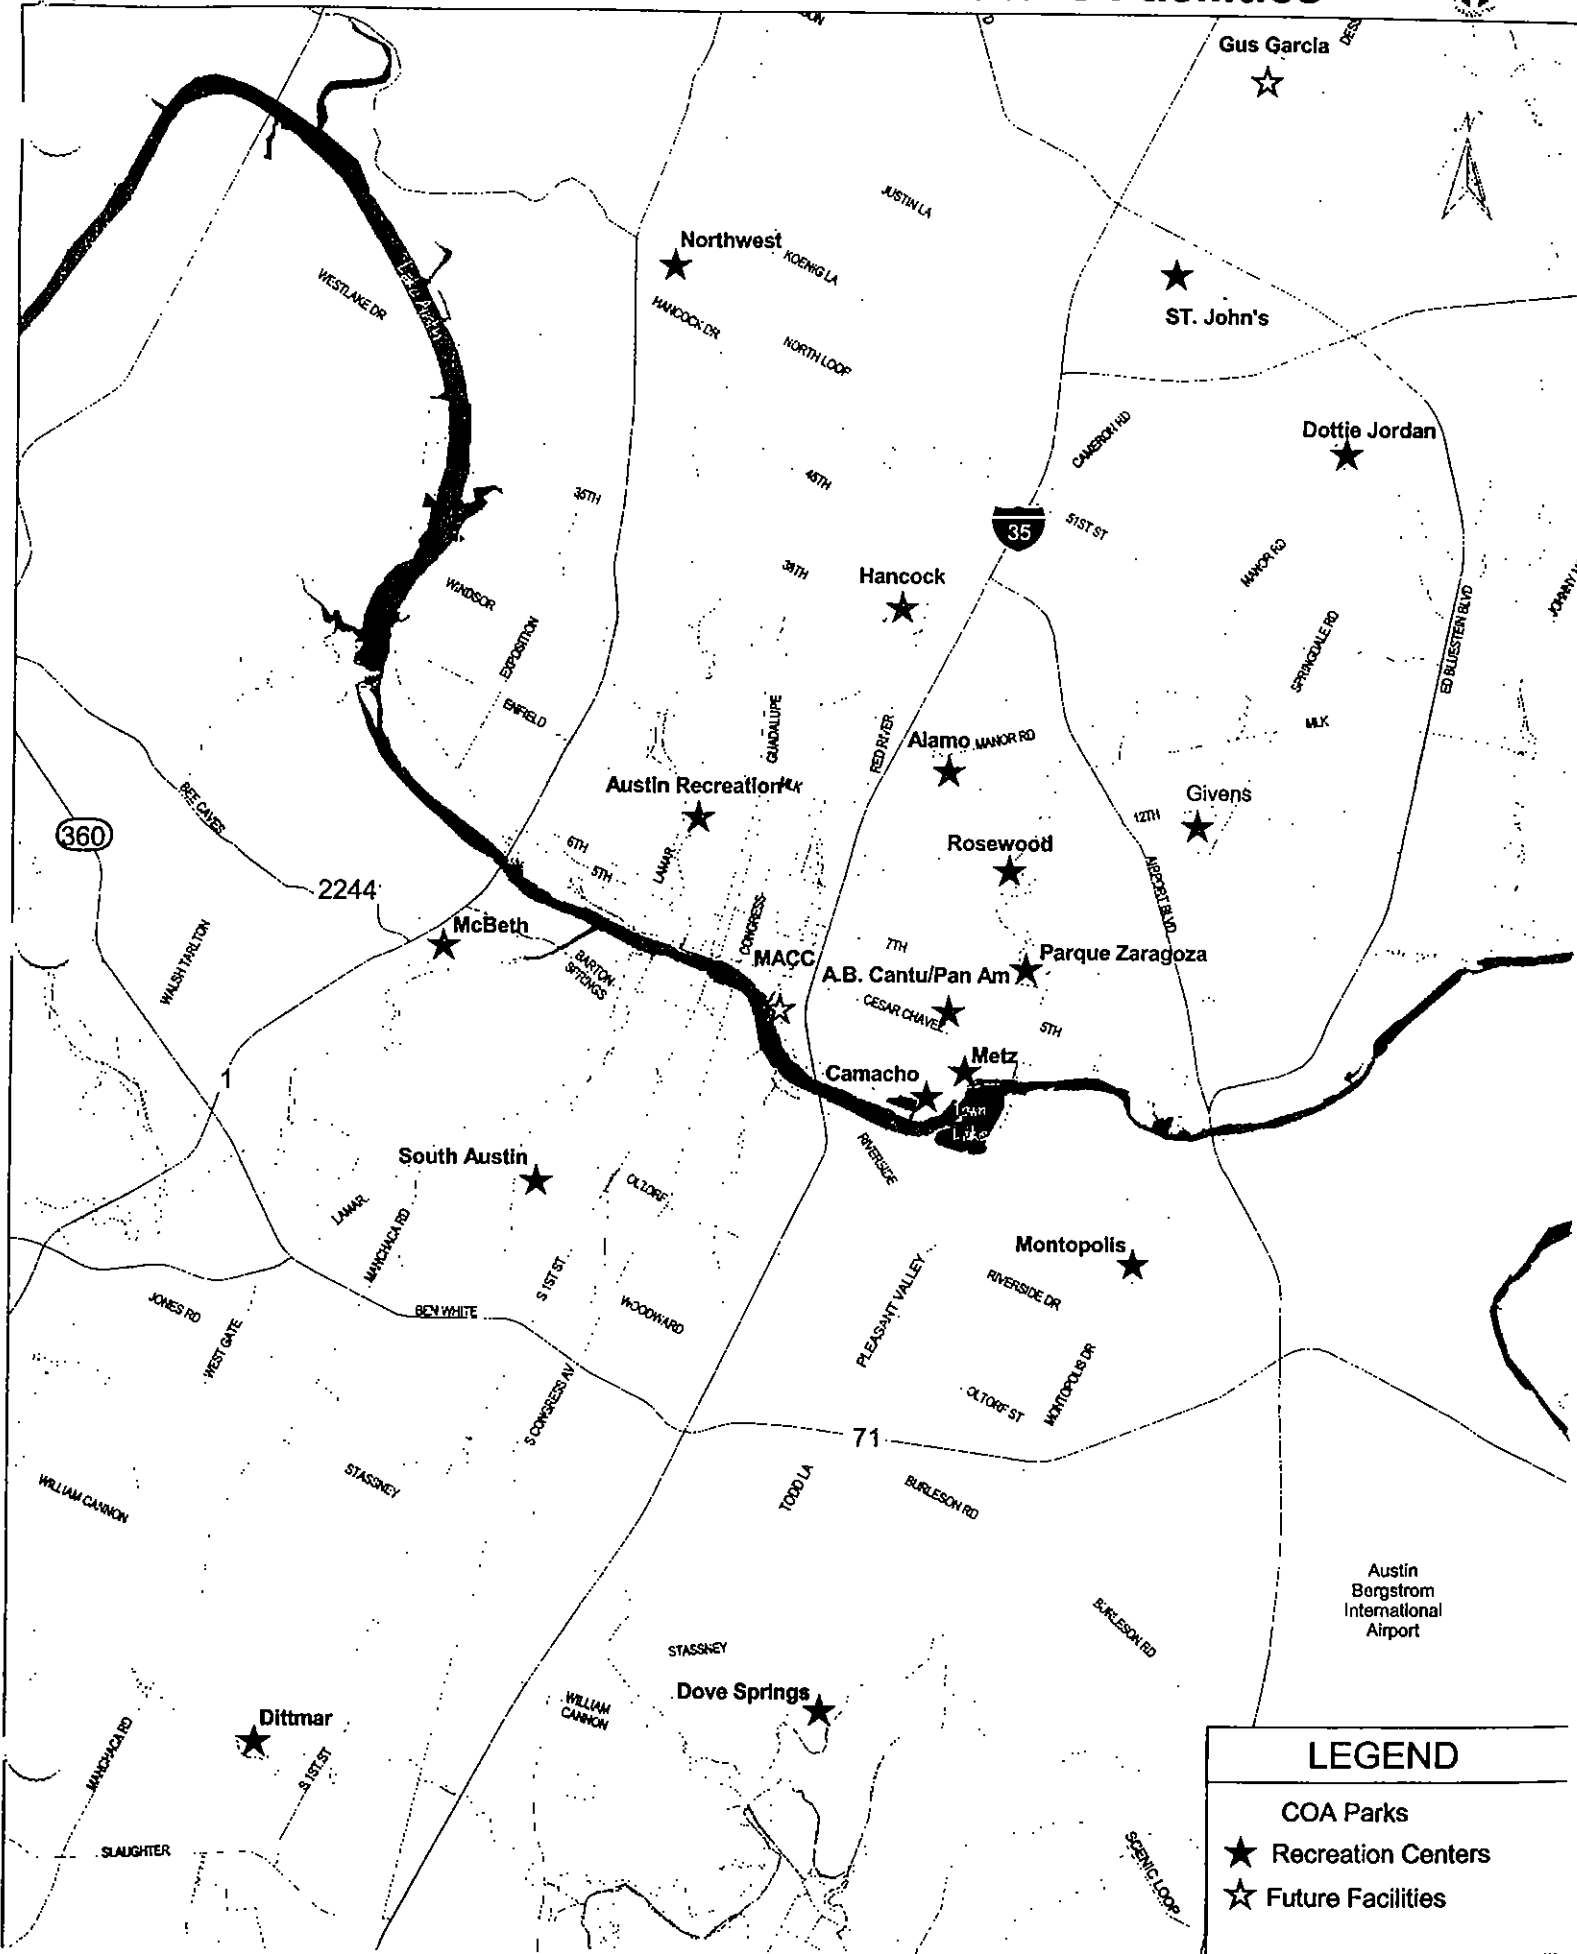 Gus Garcia
JUSTIN LA
Northwest
KOENIG LA
WESTLAKE DR
HANCOCK DR
ST. John's
NORTH LOOP
CAMERON RD
Dottie Jordan
45TH
35TH
35
51ST ST
38TH
MANOR RD
Hancock
WINDSOR
EXPOSITION
SPRINGDALE RD
ED BLUESTEIN BLVD
ENFIELD
GUADALUPE
RED RIVER
MLK
Alamo
MANOR RD
Austin Recreation
MLK
BEE CAVES
Givens
360
12TH
6TH
Rosewood
5TH
LAMAR
AIRPORT BLVD
2244
McBeth
CONGRESS
WALSH TARLTON
7TH
Parque Zaragoza
BARTON
SPRINGS
MACC
A.B. Cantu/Pan Am
CESAR CHAVEZ
5TH
Metz
Camacho
1
Town
Lake
RIVERSIDE
South Austin
OLTORF
LAMAR
MANCHACA RD
Montopolis
S 1ST ST
PLEASANT VALLEY
RIVERSIDE DR
JONES RD
BEN WHITE
WOODWARD
WEST GATE
S CONGRESS AV
MONTOPOLIS DR
OLTORF ST
71
STASSNEY
TODD LA
BURLESON RD
WILLIAM CANNON
Austin
Bergstrom
International
Airport
BURLESON RD
STASSNEY
Dove Springs
WILLIAM
CANNON
Dittmar
MANCHACA RD
S 1ST ST
LEGEND
COA Parks
Recreation Centers
Future Facilities
SLAUGHTER
SCENIC LOOP